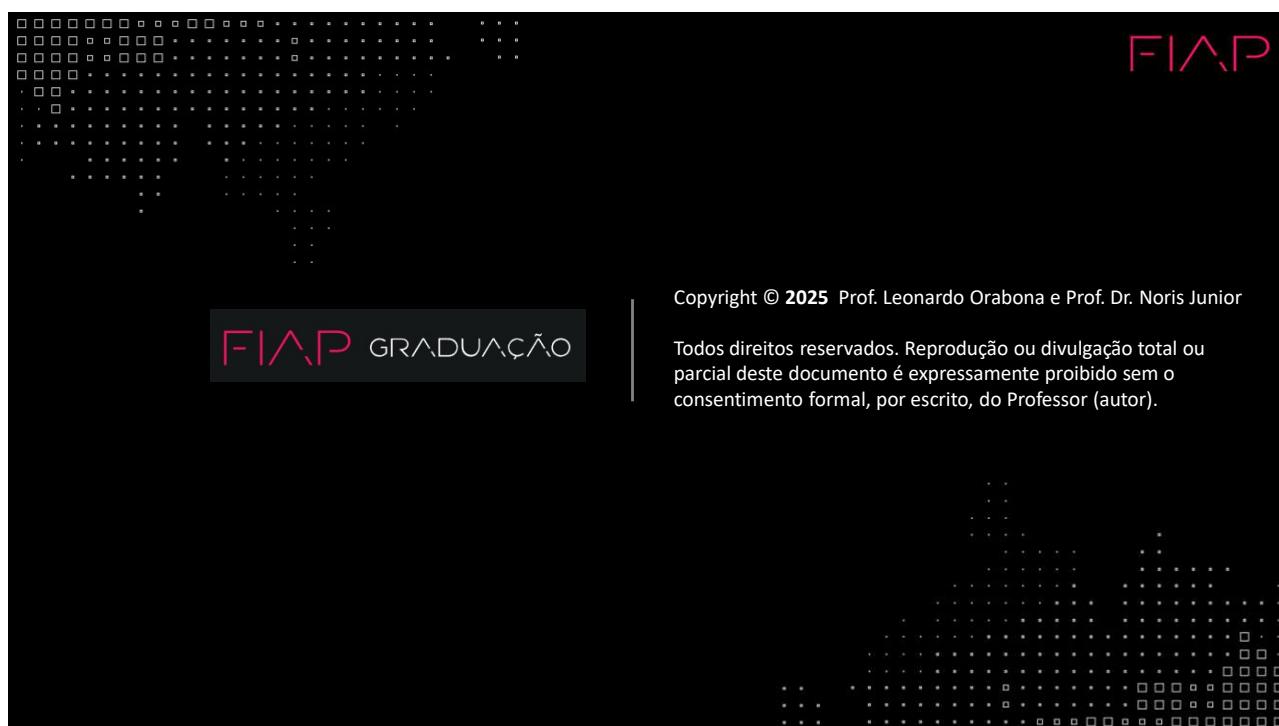 FIAP
FIAP GRADUAÇÃO
Copyright © 2025 Prof. Leonardo Orabona e Prof. Dr. Noris Junior
Todos direitos reservados. Reprodução ou divulgação total ou
parcial deste documento é expressamente proibido sem o
consentimento formal, por escrito, do Professor (autor).